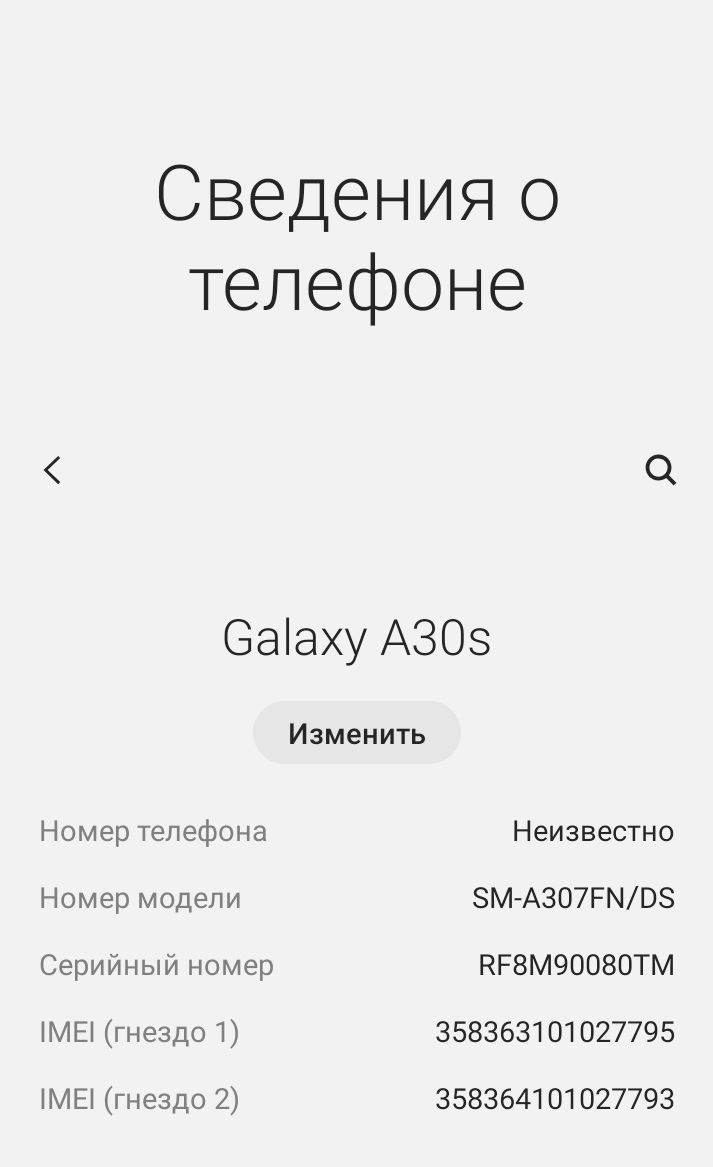 Сведения о
телефоне
Galaxy A30s
Изменить
Номер телефона Неизвестно
Номер модели SM-A307FN/DS
Серийный номер RF8M90080TM
IMEI (гнездо 1) 358363101027795
IMEI (гнездо 2) 358364101027793